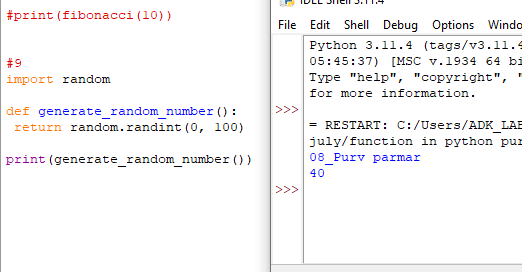 #print(fibonacci(10))
#9
import random
def generate_random_number():
 return random.randint(0, 100)
print(generate_random_number())
IDLE Shell 3.11.4
File Edit Shell Debug Options
Python 3.11.4 (tags/v3.11.4
05:45:37) [MSC v.1934 64 bi
Type "help", "copyright", "
for more information.
>>>
= RESTART: C:/Users/ADK_LAB
july/function in python pur
08_Purv parmar
40
>>>